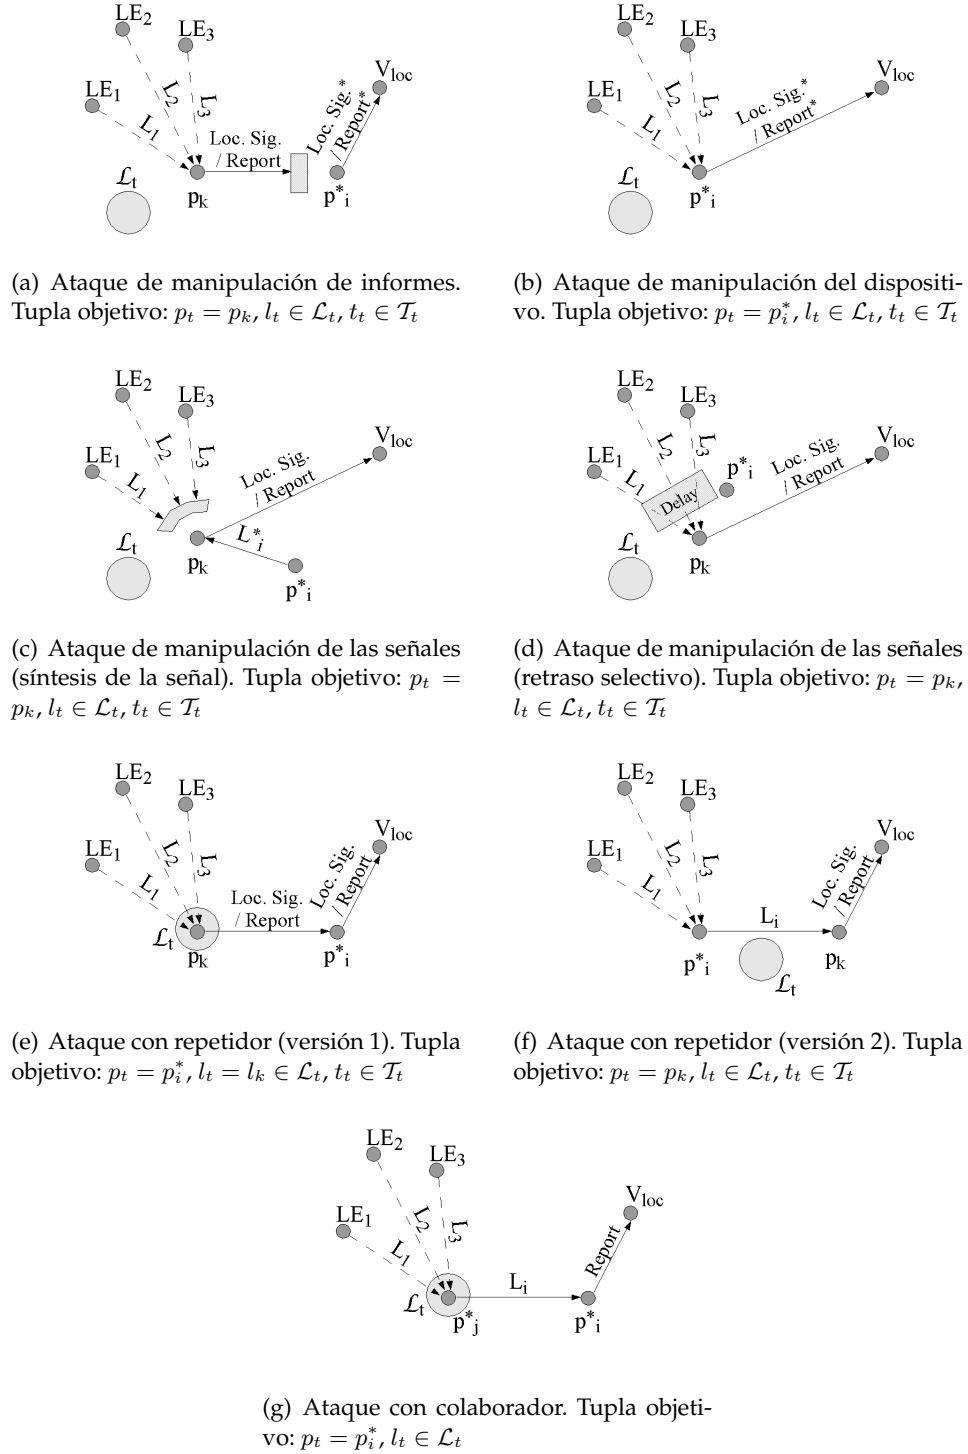 LE2
LE3
Vloc
LE1
L1
L2
L3
Loc. Sig.
/ Report
Loc. Sig.*
/ Report*
ℒt
pk
p*i
LE2
LE3
Vloc
LE1
L1
L2
L3
Loc. Sig.*
/ Report*
ℒt
p*i
(a) Ataque de manipulación de informes.
Tupla objetivo: pt = pk, lt ∈ ℒt, tt ∈ 𝒯t
(b) Ataque de manipulación del dispositi-
vo. Tupla objetivo: pt = p*i, lt ∈ ℒt, tt ∈ 𝒯t
LE2
LE3
Vloc
LE1
L1
L2
L3
Loc. Sig.
/ Report
ℒt
pk
L*i
p*i
LE2
LE3
Vloc
LE1
L1
L2
L3
p*i
Delay
Loc. Sig.
/ Report
ℒt
pk
(c) Ataque de manipulación de las señales
(síntesis de la señal). Tupla objetivo: pt =
pk, lt ∈ ℒt, tt ∈ 𝒯t
(d) Ataque de manipulación de las señales
(retraso selectivo). Tupla objetivo: pt = pk,
lt ∈ ℒt, tt ∈ 𝒯t
LE2
LE3
Vloc
LE1
L1
L2
L3
Loc. Sig.
/ Report
Loc. Sig.
/ Report
ℒt
pk
p*i
LE2
LE3
Vloc
LE1
L1
L2
L3
Li
Loc. Sig.
/ Report
p*i
ℒt
pk
(e) Ataque con repetidor (versión 1). Tupla
objetivo: pt = p*i, lt = lk ∈ ℒt, tt ∈ 𝒯t
(f) Ataque con repetidor (versión 2). Tupla
objetivo: pt = pk, lt ∈ ℒt, tt ∈ 𝒯t
LE2
LE3
Vloc
LE1
L1
L2
L3
Li
Report
ℒt
p*j
p*i
(g) Ataque con colaborador. Tupla objeti-
vo: pt = p*i, lt ∈ ℒt